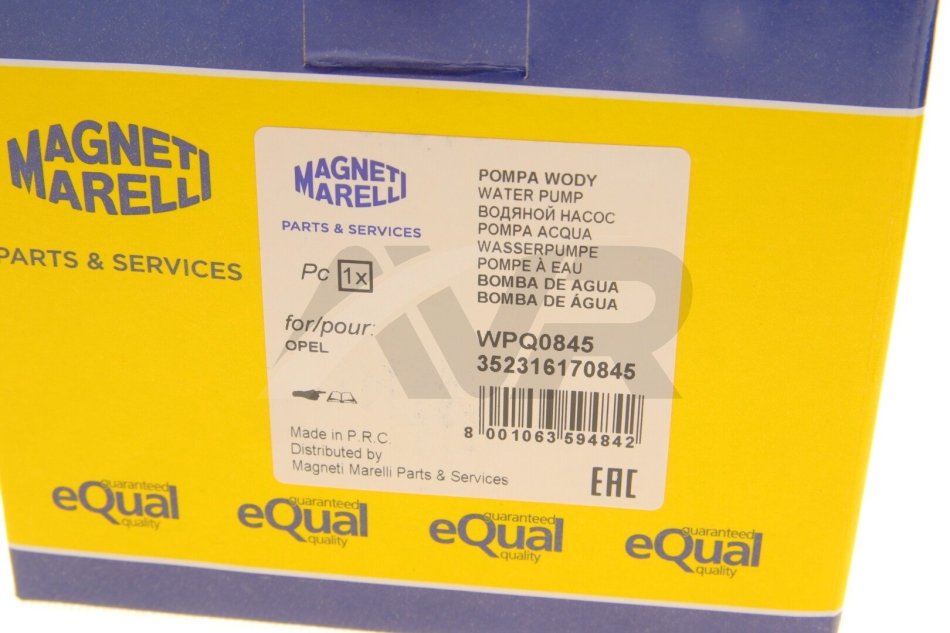 MAGNETI
MARELLI
PARTS & SERVICES
MAGNETI
MARELLI
PARTS & SERVICES
Pc 1x
for/pour:
OPEL
Made in P.R.C.
Distributed by
Magneti Marelli Parts & Services
POMPA WODY
WATER PUMP
ВОДЯНОЙ НАСОС
POMPA ACQUA
WASSERPUMPE
POMPE À EAU
BOMBA DE AGUA
BOMBA DE ÁGUA
WPQ0845
352316170845
8 001063 594842
EAC
guaranteed
eQual
quality
guaranteed
eQual
quality
guaranteed
eQual
quality
guaranteed
eQual
quality